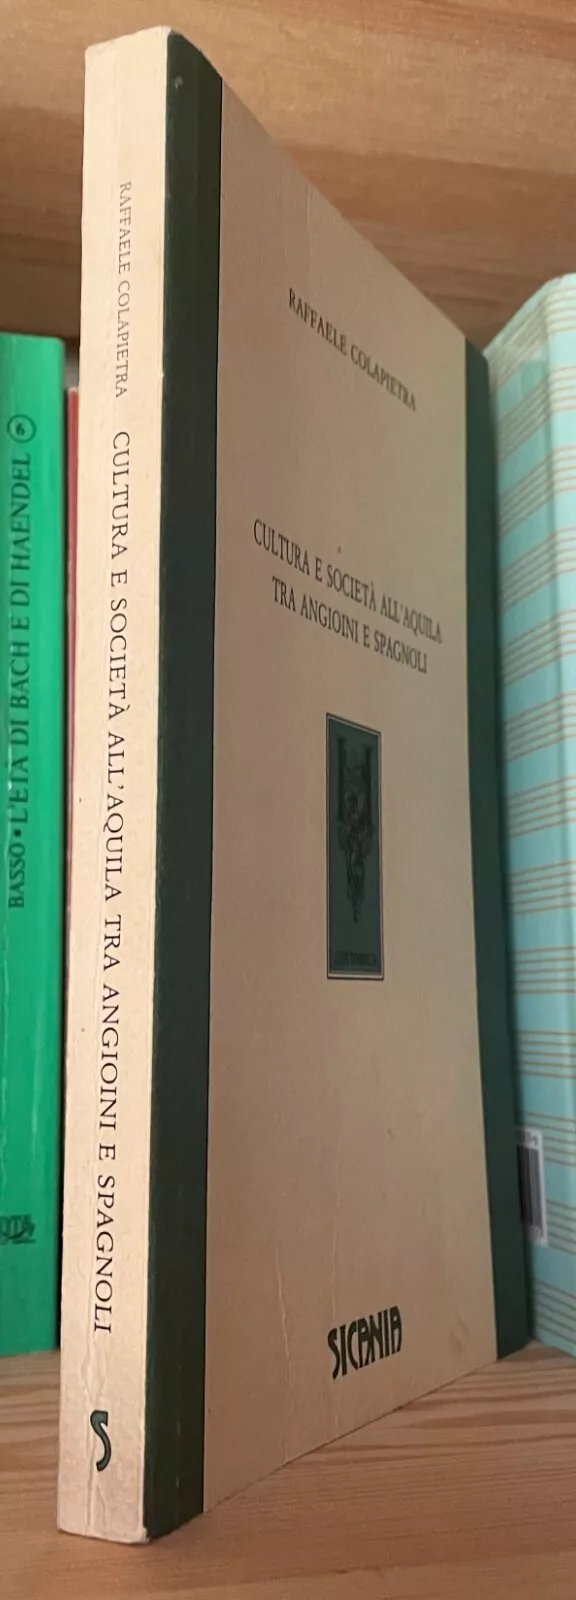 RAFFAELE COLAPIETRA CULTURA E SOCIETÀ ALL'AQUILA TRA ANGIOINI E SPAGNOLI
RAFFAELE COLAPIETRA
CULTURA E SOCIETÀ ALL'AQUILA
TRA ANGIOINI E SPAGNOLI
SICANIA
BASSO • L'ETÀ DI BACH E DI HAENDEL 6